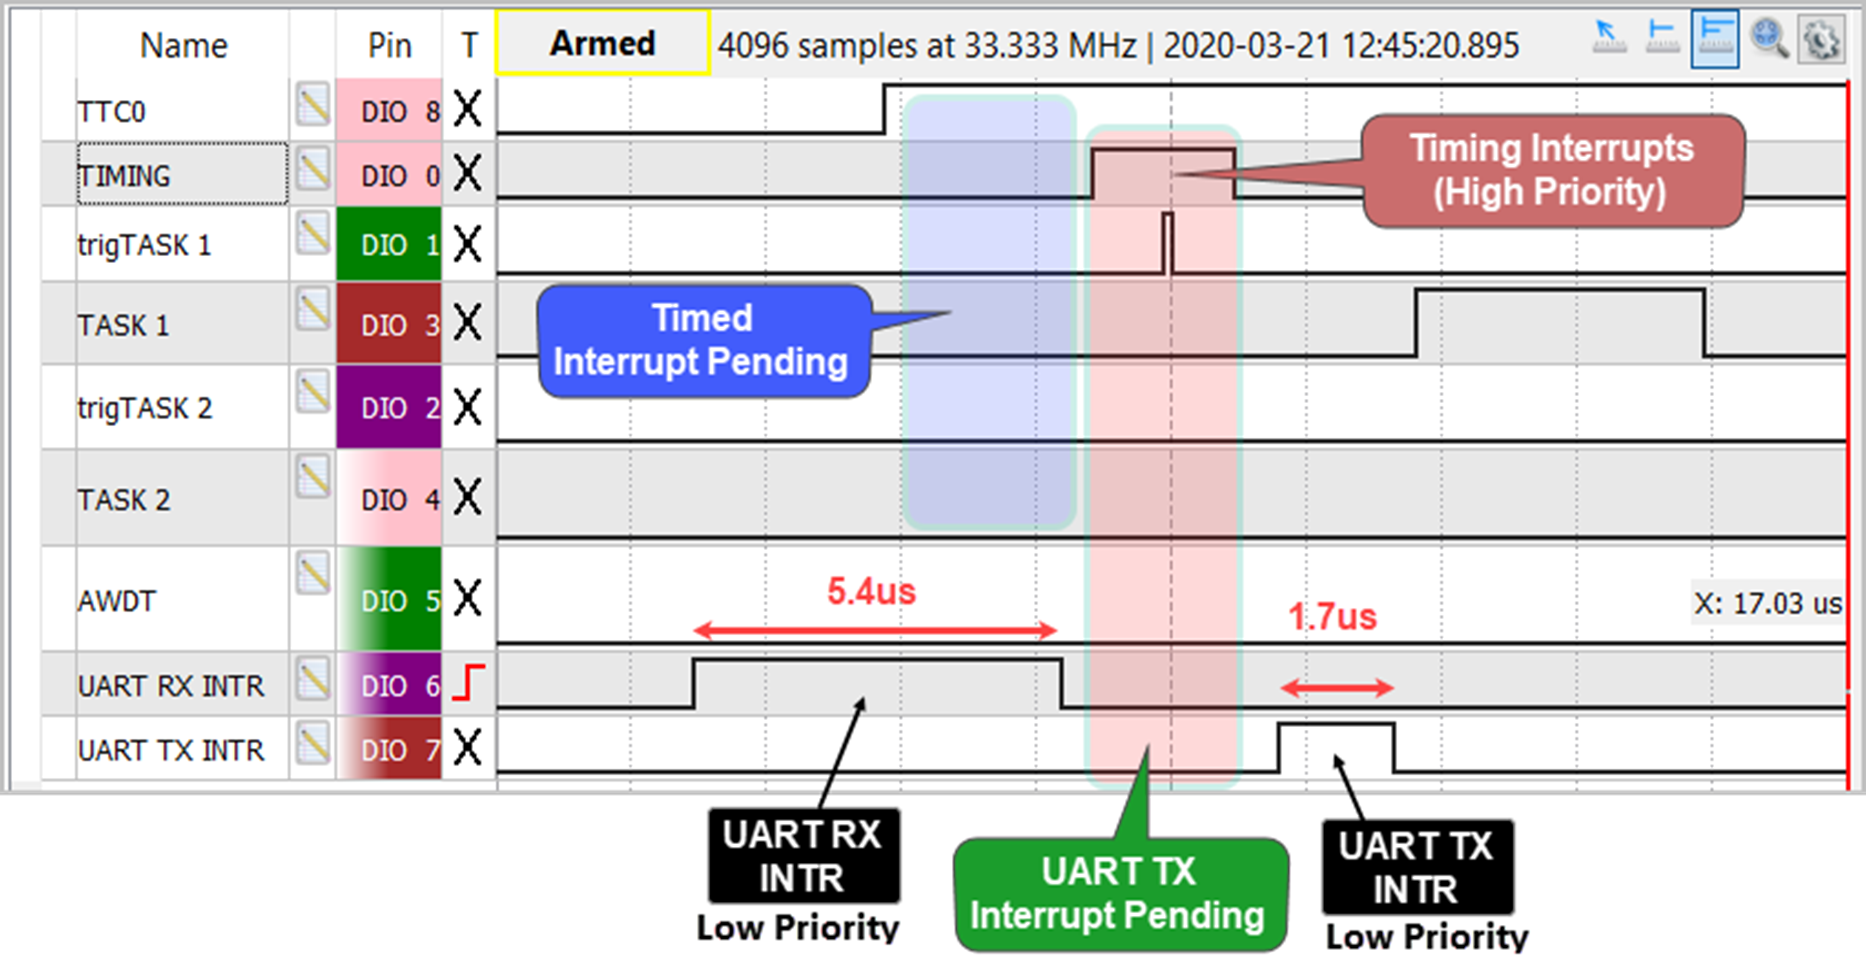 Name Pin T Armed 4096 samples at 33.333 MHz | 2020-03-21 12:45:20.895
TTC0 DIO 8 X
TIMING DIO 0 X
Timing Interrupts
(High Priority)
trigTASK 1 DIO 1 X
TASK 1 DIO 3 X
Timed
Interrupt Pending
trigTASK 2 DIO 2 X
TASK 2 DIO 4 X
AWDT DIO 5 X
5.4us
1.7us
X: 17.03 us
UART RX INTR DIO 6
UART TX INTR DIO 7 X
UART RX
INTR
Low Priority
UART TX
Interrupt Pending
UART TX
INTR
Low Priority